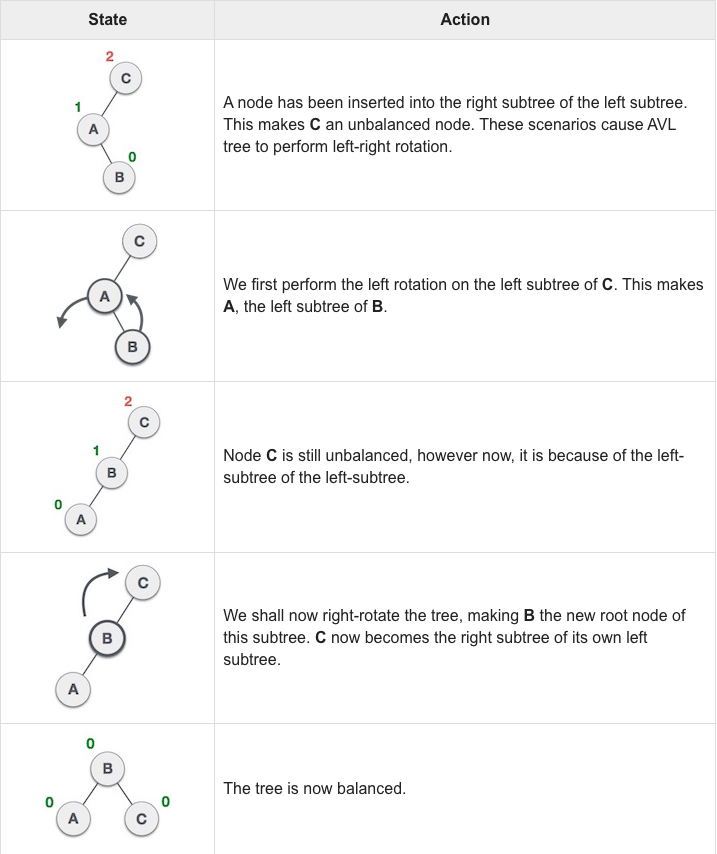 State Action
2
C
1
A
0
B
A node has been inserted into the right subtree of the left subtree.
This makes C an unbalanced node. These scenarios cause AVL
tree to perform left-right rotation.
C
A
B
We first perform the left rotation on the left subtree of C. This makes
A, the left subtree of B.
2
C
1
B
0
A
Node C is still unbalanced, however now, it is because of the left-
subtree of the left-subtree.
C
B
A
We shall now right-rotate the tree, making B the new root node of
this subtree. C now becomes the right subtree of its own left
subtree.
0
B
0 0
A C
The tree is now balanced.